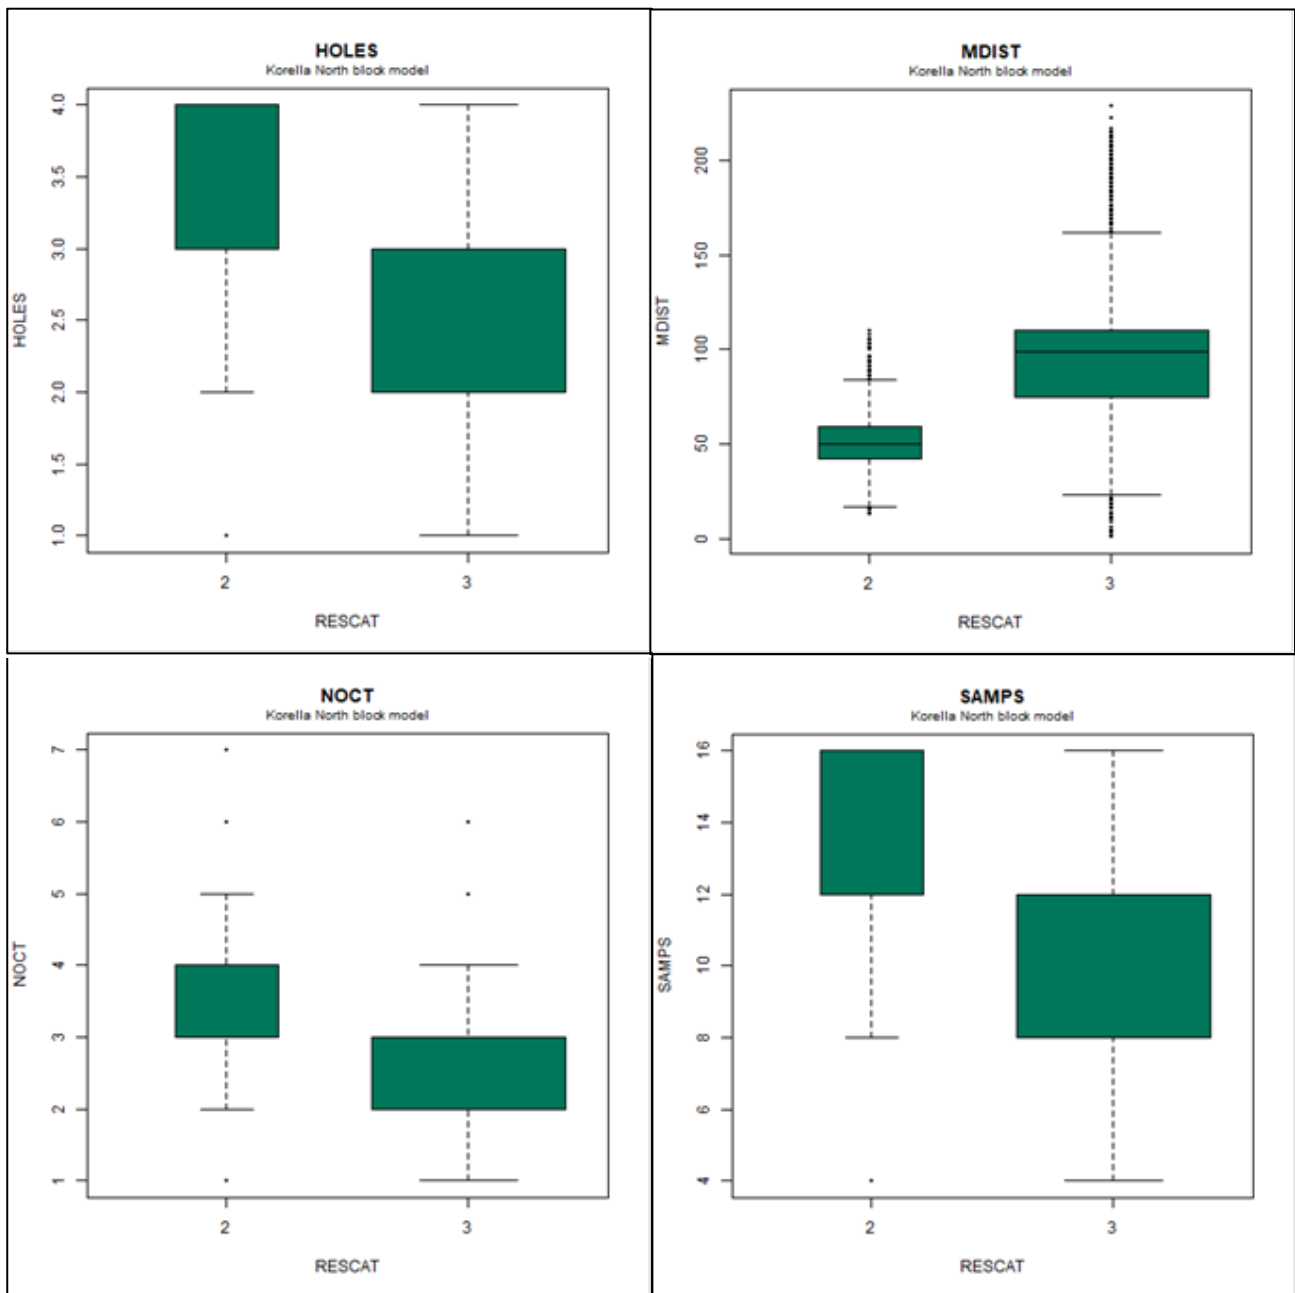 HOLES
Korella North block model
HOLES
4.0
3.5
3.0
2.5
2.0
1.5
1.0
2 3
RESCAT
MDIST
Korella North block model
MDIST
200
150
100
50
0
2 3
RESCAT
NOCT
Korella North block model
NOCT
7
6
5
4
3
2
1
2 3
RESCAT
SAMPS
Korella North block model
SAMPS
16
14
12
10
8
6
4
2 3
RESCAT